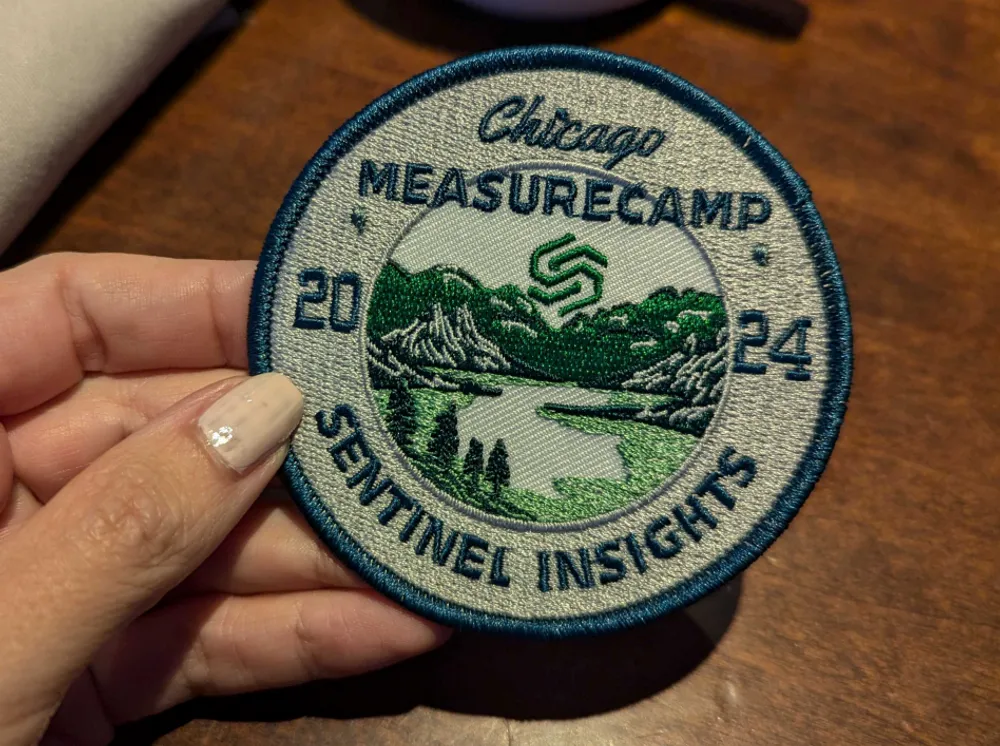 Chicago
MEASURECAMP
20 24
SENTINEL INSIGHTS